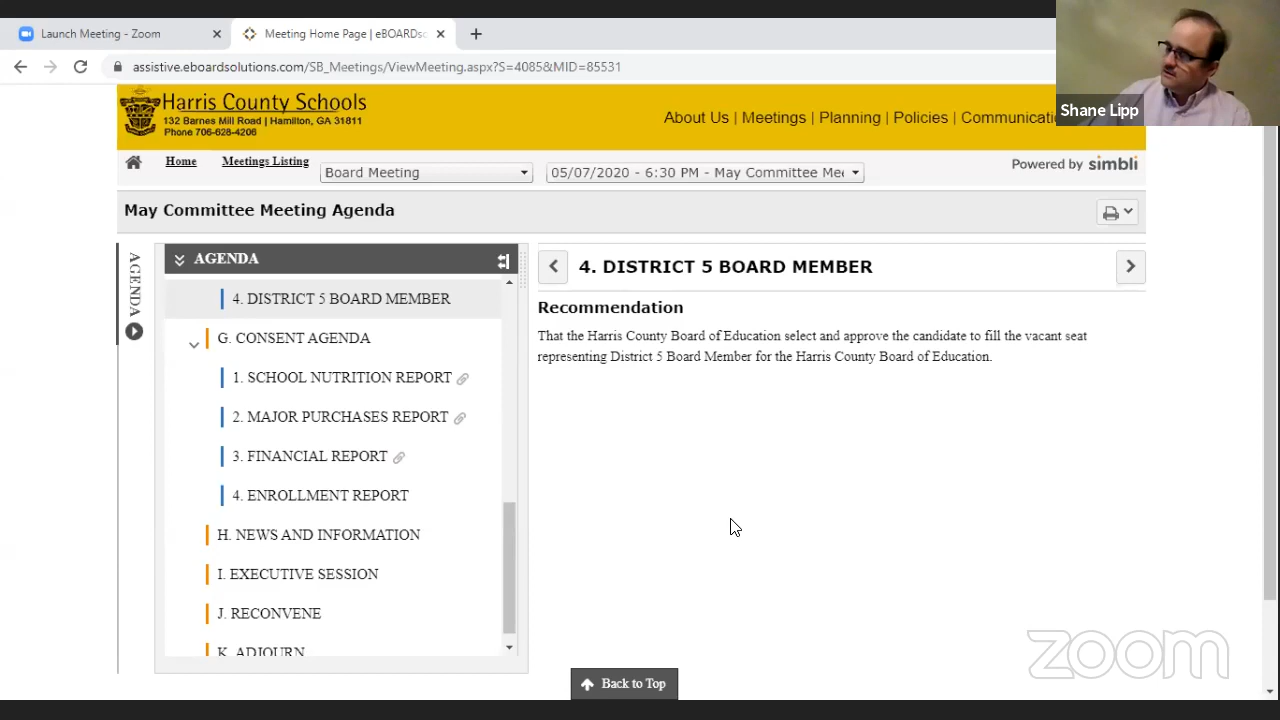 Launch Meeting - Zoom
Meeting Home Page | eBOARDso
assistive.eboardsolutions.com/SB_Meetings/ViewMeeting.aspx?S=4085&MID=85531
Shane Lipp
Harris County Schools
132 Barnes Mill Road | Hamilton, GA 31811
Phone 706-628-4206
About Us | Meetings | Planning | Policies | Communicatio
Home
Meetings Listing
Board Meeting
05/07/2020 - 6:30 PM - May Committee Mee
Powered by simbli
May Committee Meeting Agenda
AGENDA
AGENDA
4. DISTRICT 5 BOARD MEMBER
G. CONSENT AGENDA
1. SCHOOL NUTRITION REPORT
2. MAJOR PURCHASES REPORT
3. FINANCIAL REPORT
4. ENROLLMENT REPORT
H. NEWS AND INFORMATION
I. EXECUTIVE SESSION
J. RECONVENE
K. ADJOURN
4. DISTRICT 5 BOARD MEMBER
Recommendation
That the Harris County Board of Education select and approve the candidate to fill the vacant seat
representing District 5 Board Member for the Harris County Board of Education.
Back to Top
zoom